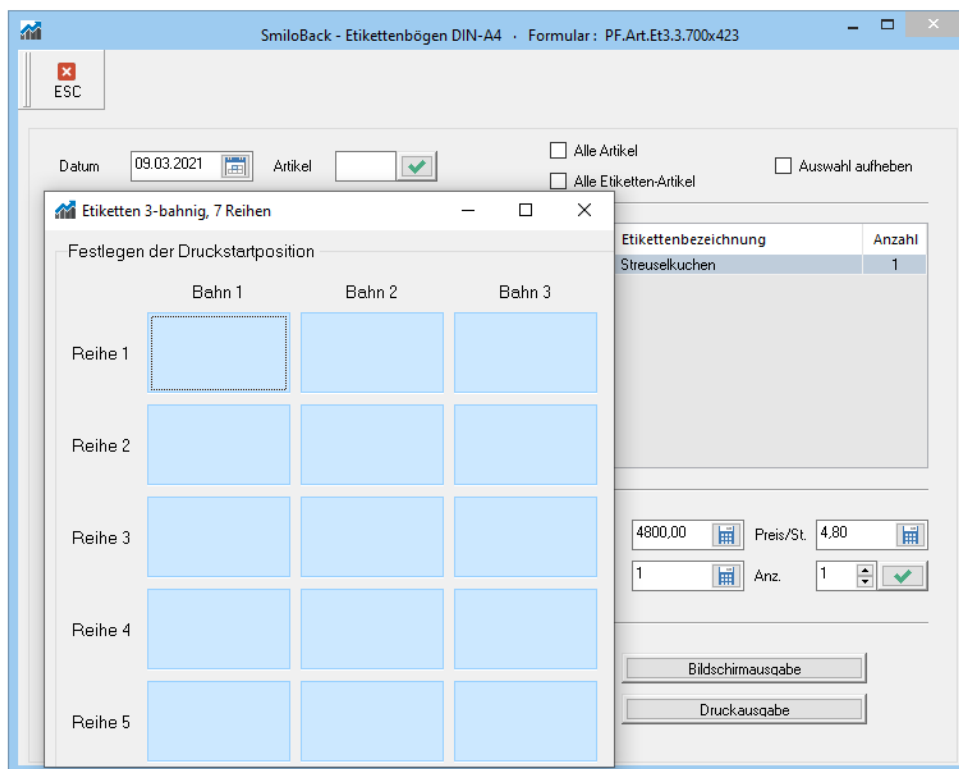 SmiloBack - Etikettenbögen DIN-A4 · Formular : PF.Art.Et3.3.700x423
ESC
Datum 09.03.2021 Artikel
Alle Artikel
Alle Etiketten-Artikel
Auswahl aufheben
Etiketten 3-bahnig, 7 Reihen
Festlegen der Druckstartposition
Bahn 1 Bahn 2 Bahn 3
Reihe 1
Reihe 2
Reihe 3
Reihe 4
Reihe 5
Etikettenbezeichnung Anzahl
Streuselkuchen 1
4800,00 Preis/St. 4,80
1 Anz. 1
Bildschirmausgabe
Druckausgabe